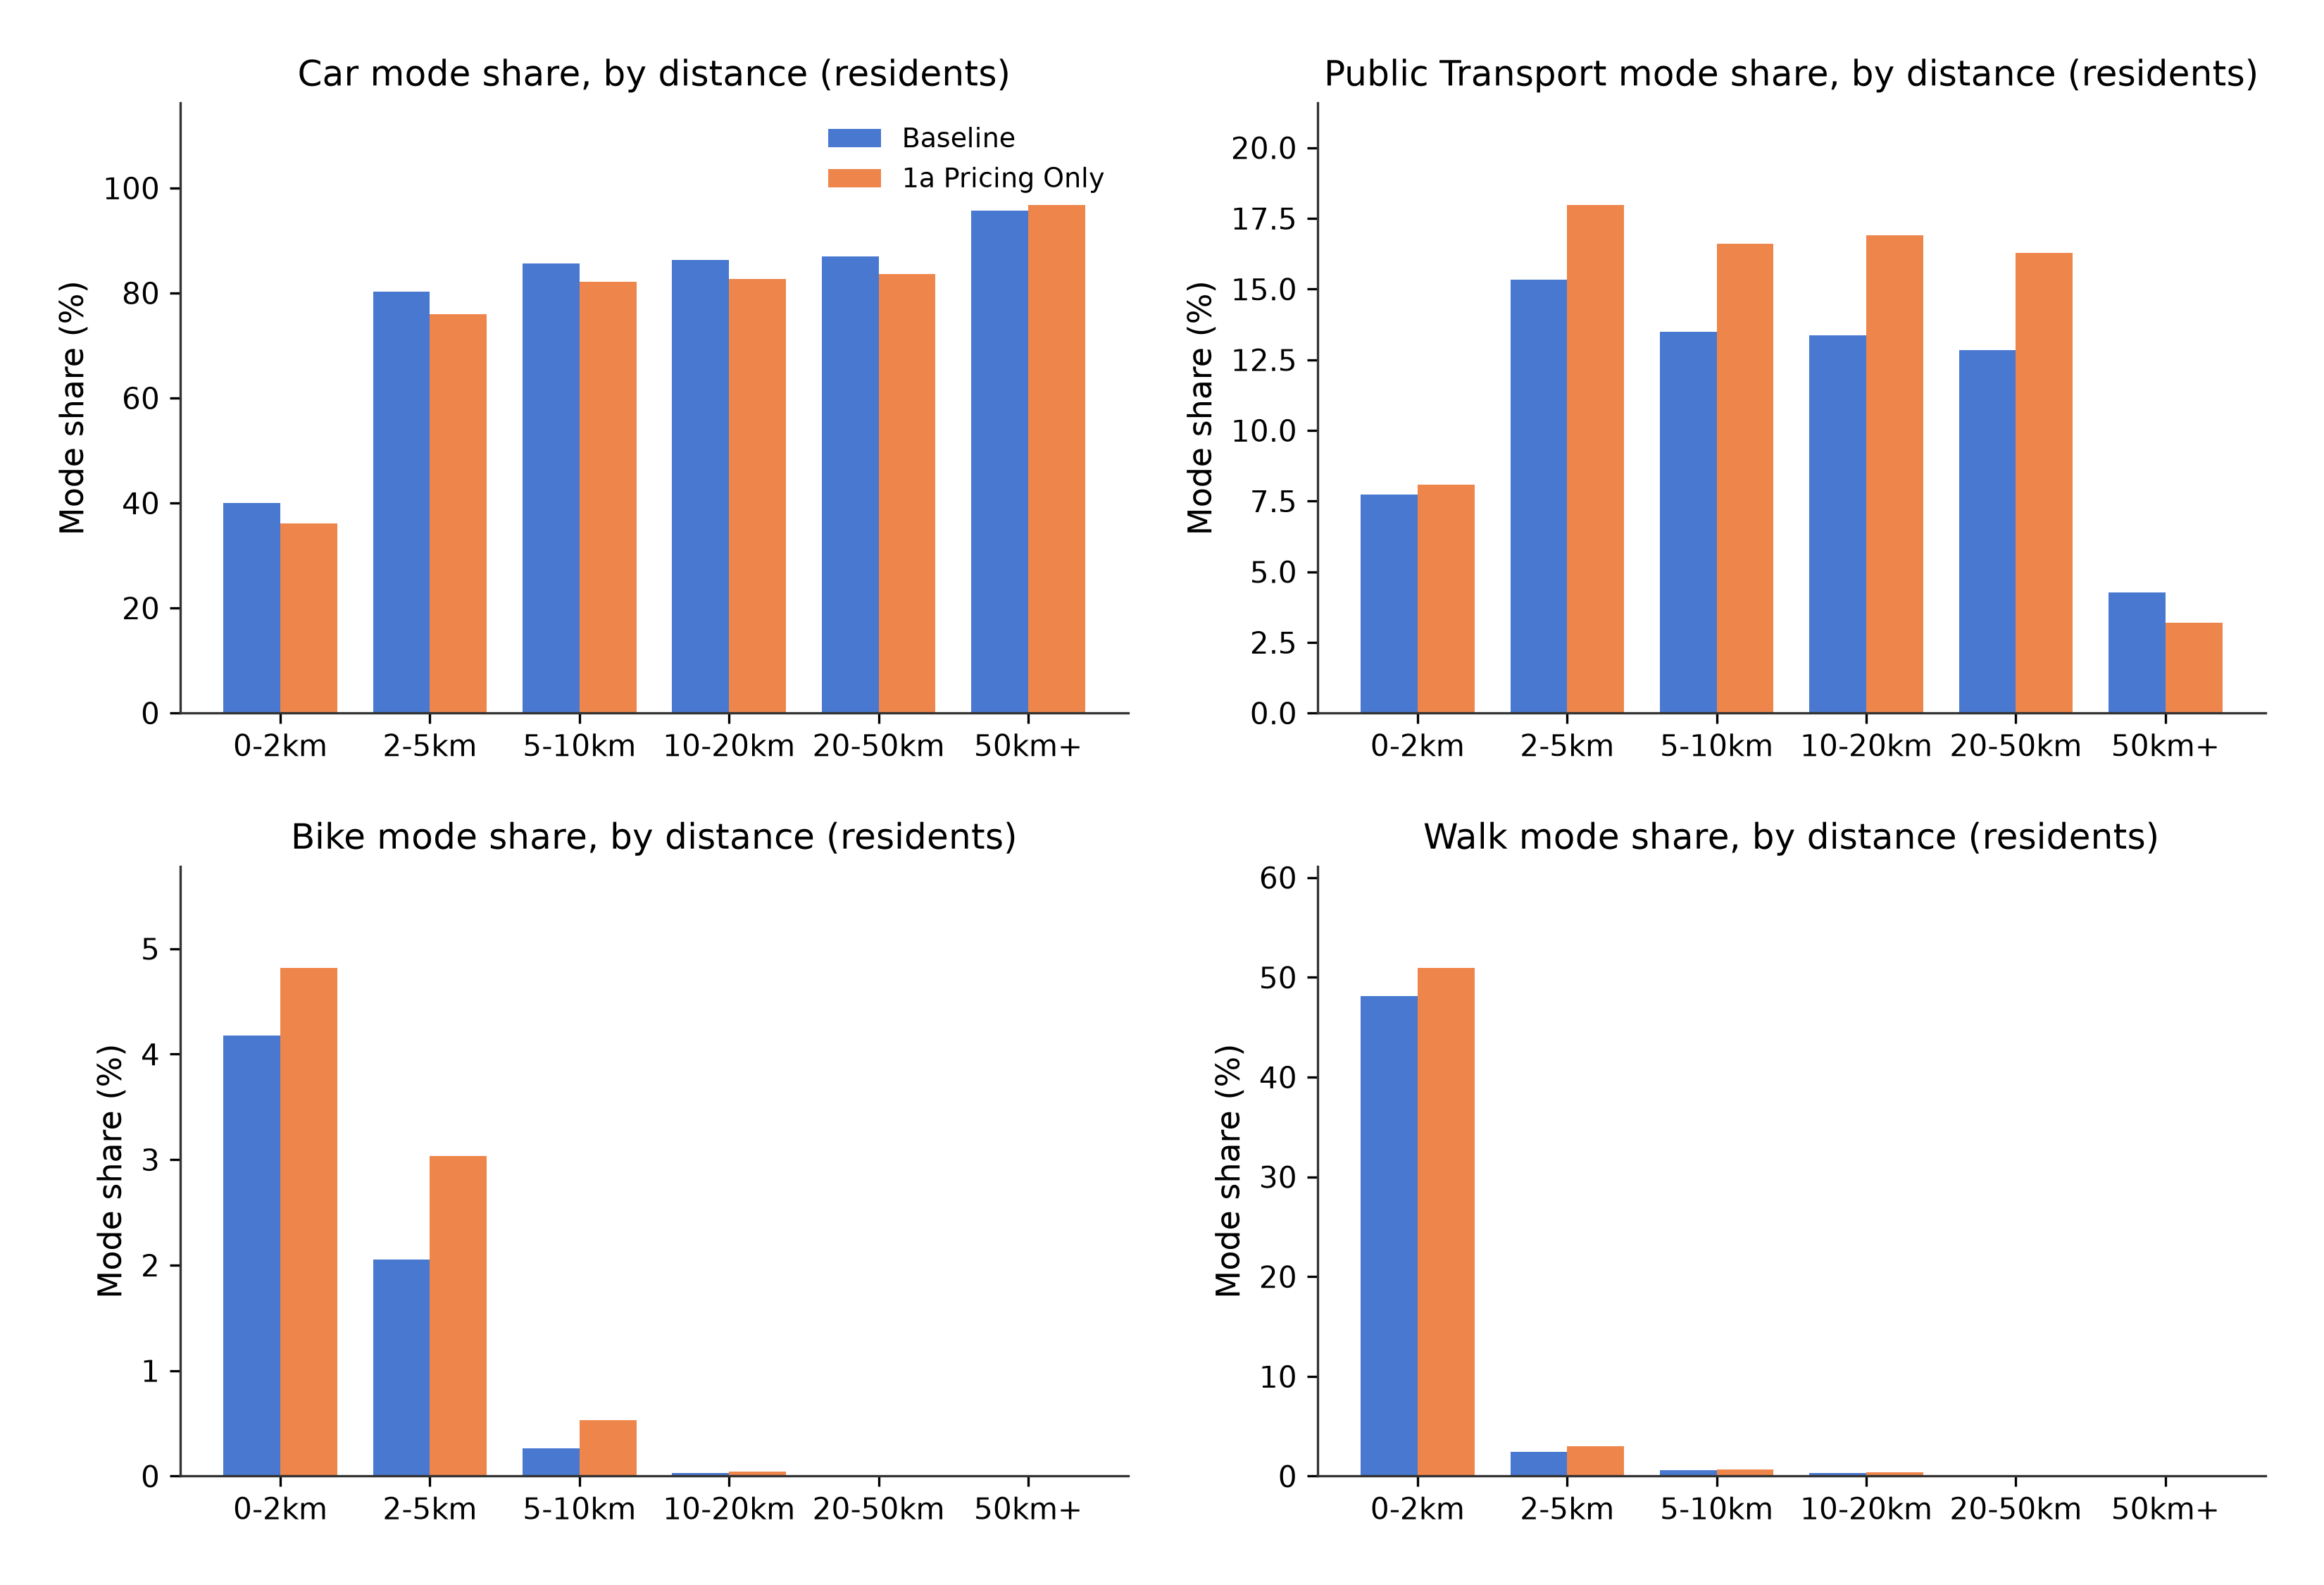 Car mode share, by distance (residents)
Mode share (%)
100
80
60
40
20
0
Baseline
1a Pricing Only
0-2km 2-5km 5-10km 10-20km 20-50km 50km+
Public Transport mode share, by distance (residents)
Mode share (%)
20.0
17.5
15.0
12.5
10.0
7.5
5.0
2.5
0.0
0-2km 2-5km 5-10km 10-20km 20-50km 50km+
Bike mode share, by distance (residents)
Mode share (%)
5
4
3
2
1
0
0-2km 2-5km 5-10km 10-20km 20-50km 50km+
Walk mode share, by distance (residents)
Mode share (%)
60
50
40
30
20
10
0
0-2km 2-5km 5-10km 10-20km 20-50km 50km+